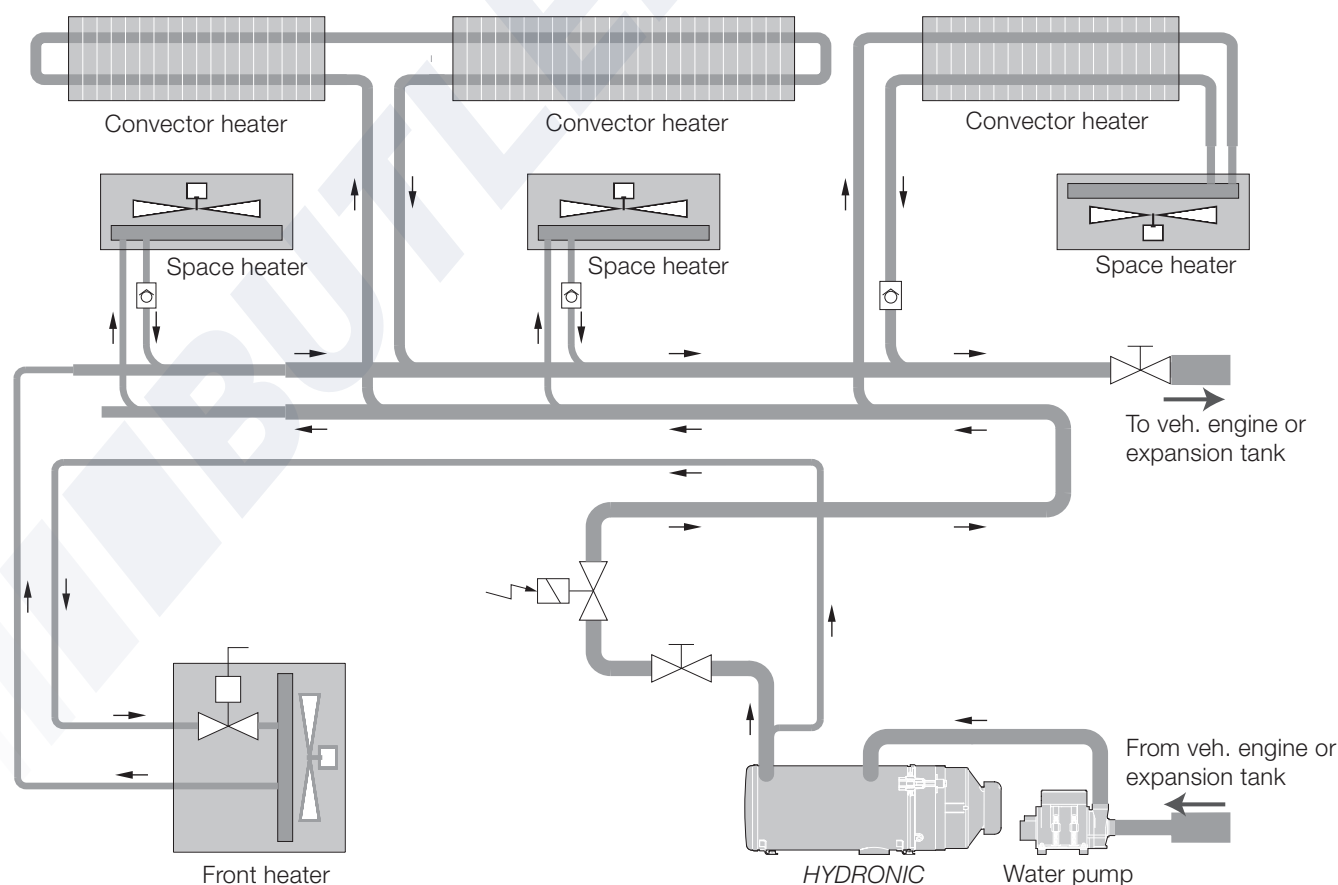 Convector heater
Convector heater
Convector heater
Space heater
Space heater
Space heater
To veh. engine or
expansion tank
From veh. engine or
expansion tank
Front heater
HYDRONIC
Water pump
BUTLE